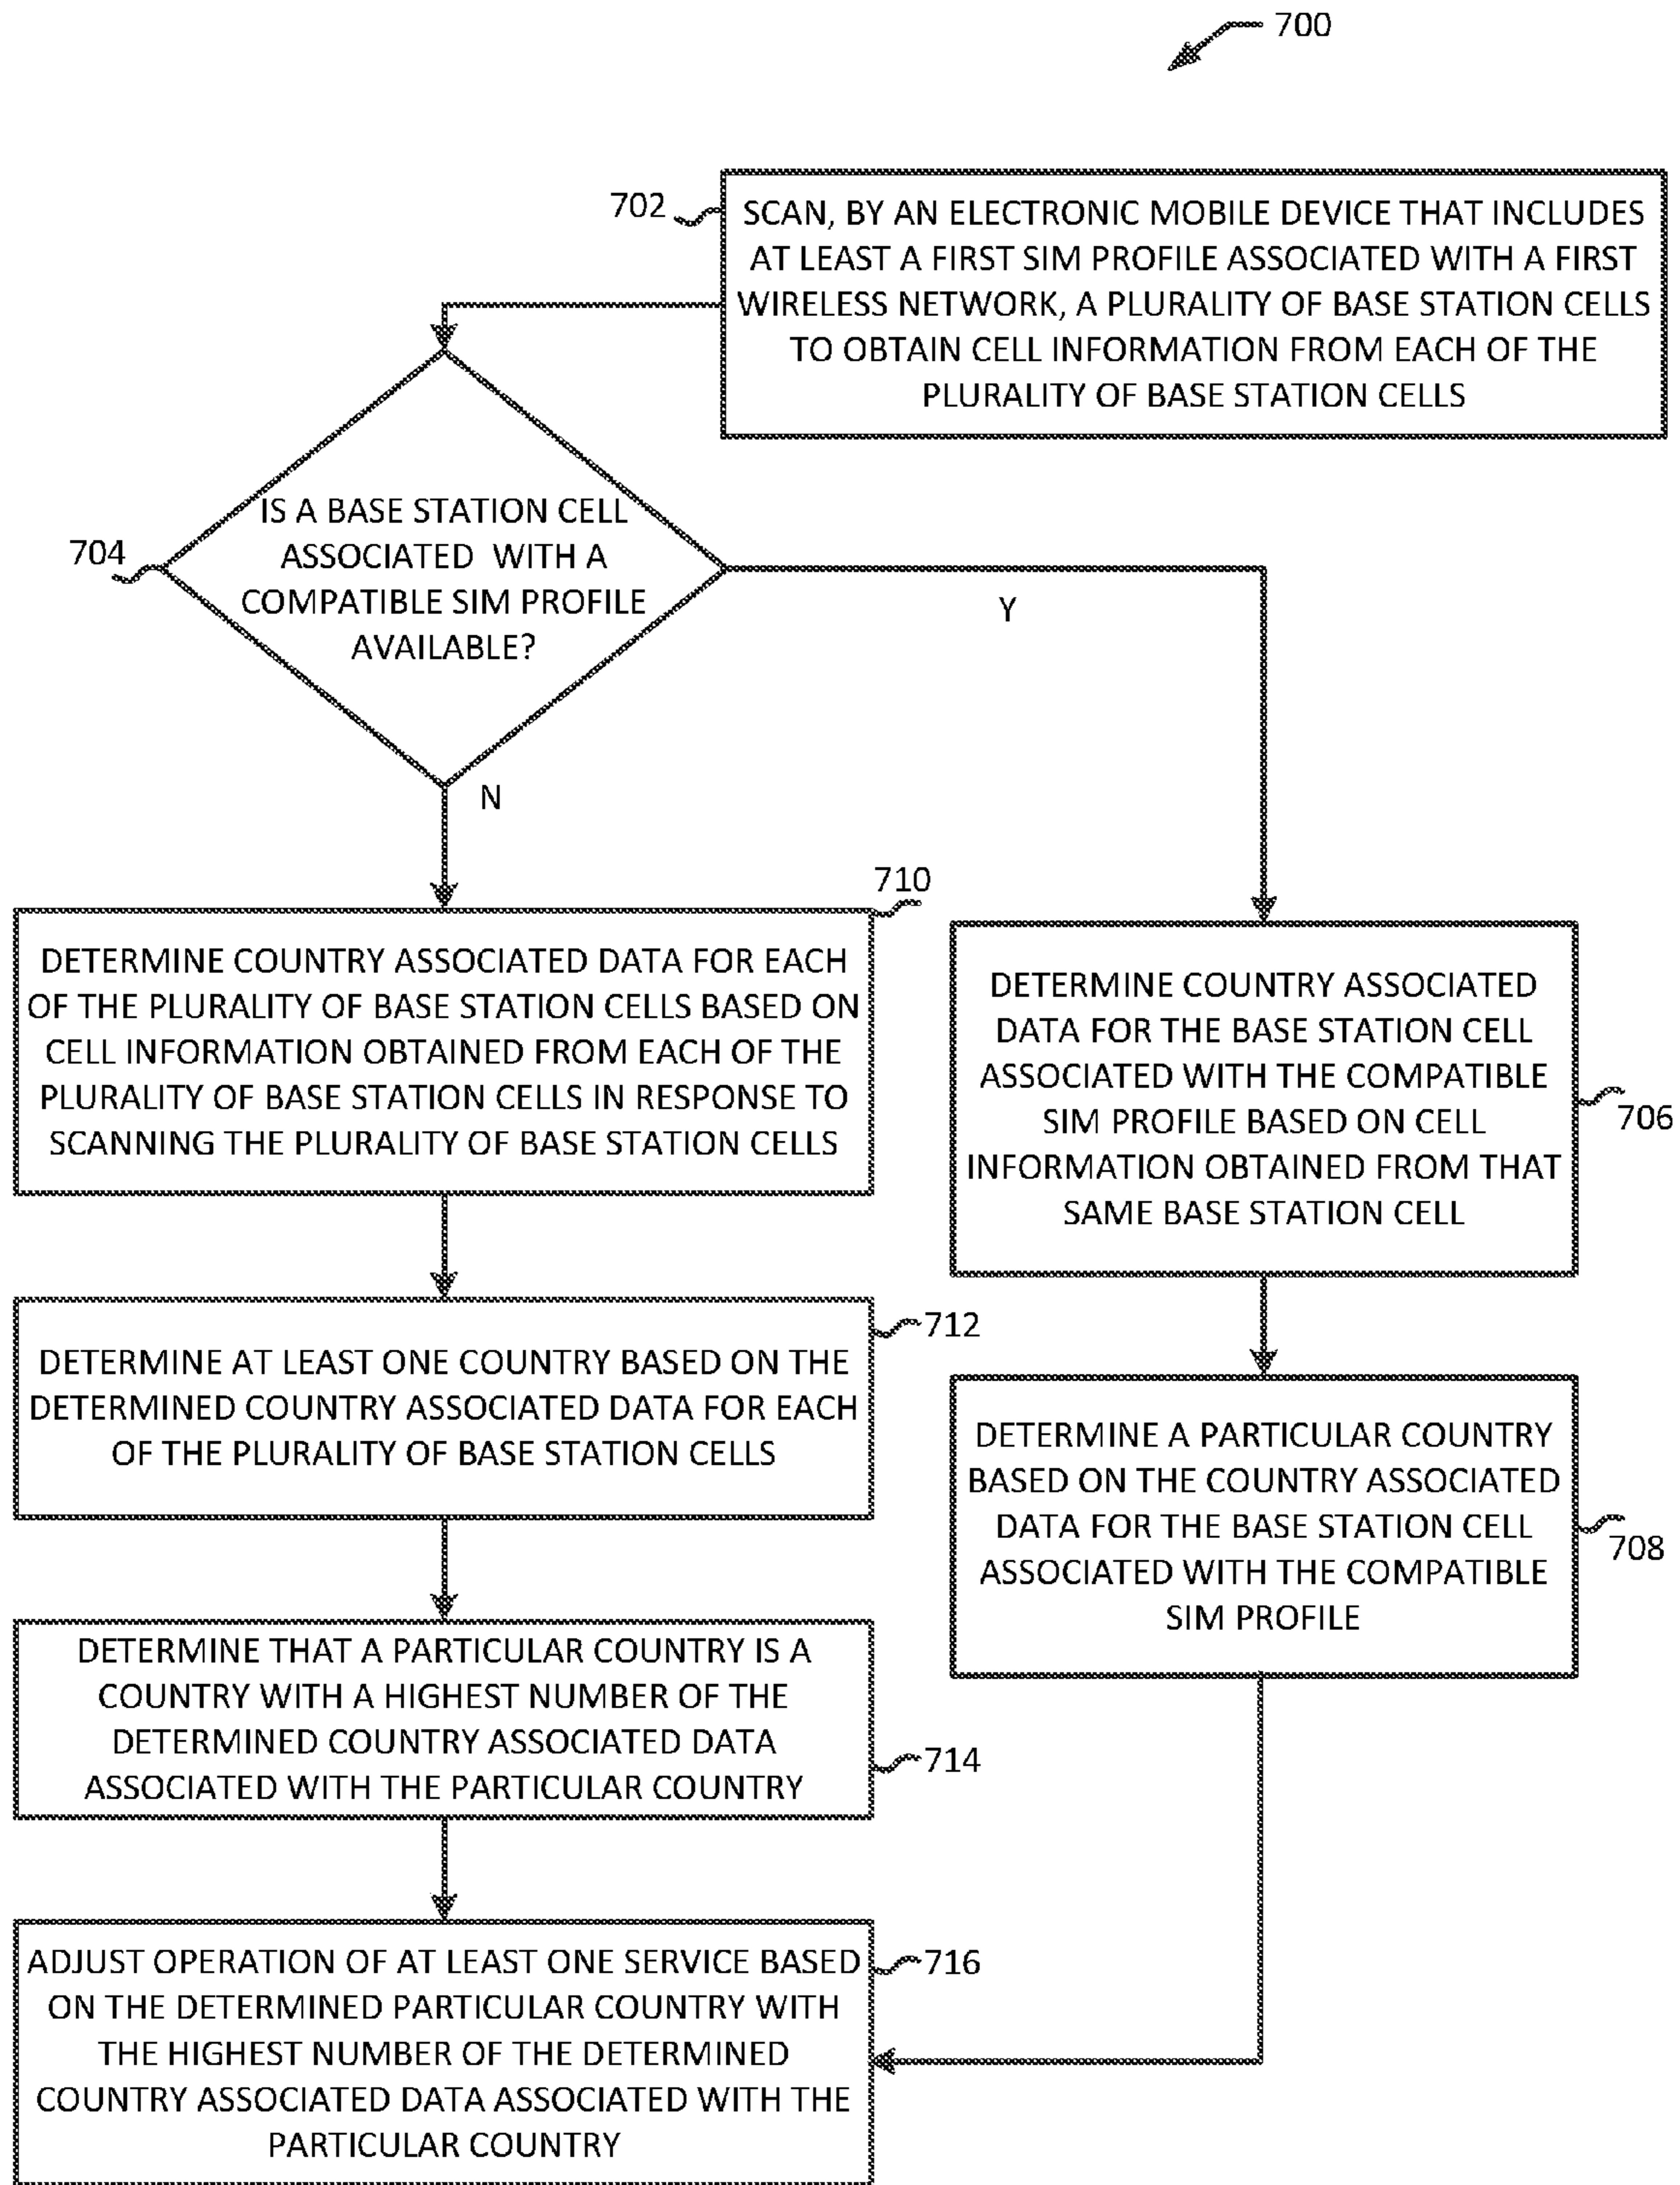 700
702
SCAN, BY AN ELECTRONIC MOBILE DEVICE THAT INCLUDES
AT LEAST A FIRST SIM PROFILE ASSOCIATED WITH A FIRST
WIRELESS NETWORK, A PLURALITY OF BASE STATION CELLS
TO OBTAIN CELL INFORMATION FROM EACH OF THE
PLURALITY OF BASE STATION CELLS
704
IS A BASE STATION CELL
ASSOCIATED WITH A
COMPATIBLE SIM PROFILE
AVAILABLE?
Y
N
710
DETERMINE COUNTRY ASSOCIATED DATA FOR EACH
OF THE PLURALITY OF BASE STATION CELLS BASED ON
CELL INFORMATION OBTAINED FROM EACH OF THE
PLURALITY OF BASE STATION CELLS IN RESPONSE TO
SCANNING THE PLURALITY OF BASE STATION CELLS
DETERMINE COUNTRY ASSOCIATED
DATA FOR THE BASE STATION CELL
ASSOCIATED WITH THE COMPATIBLE
SIM PROFILE BASED ON CELL
INFORMATION OBTAINED FROM THAT
SAME BASE STATION CELL
706
712
DETERMINE AT LEAST ONE COUNTRY BASED ON THE
DETERMINED COUNTRY ASSOCIATED DATA FOR EACH
OF THE PLURALITY OF BASE STATION CELLS
DETERMINE A PARTICULAR COUNTRY
BASED ON THE COUNTRY ASSOCIATED
DATA FOR THE BASE STATION CELL
ASSOCIATED WITH THE COMPATIBLE
SIM PROFILE
708
DETERMINE THAT A PARTICULAR COUNTRY IS A
COUNTRY WITH A HIGHEST NUMBER OF THE
DETERMINED COUNTRY ASSOCIATED DATA
ASSOCIATED WITH THE PARTICULAR COUNTRY
714
ADJUST OPERATION OF AT LEAST ONE SERVICE BASED
ON THE DETERMINED PARTICULAR COUNTRY WITH
THE HIGHEST NUMBER OF THE DETERMINED
COUNTRY ASSOCIATED DATA ASSOCIATED WITH THE
PARTICULAR COUNTRY
716